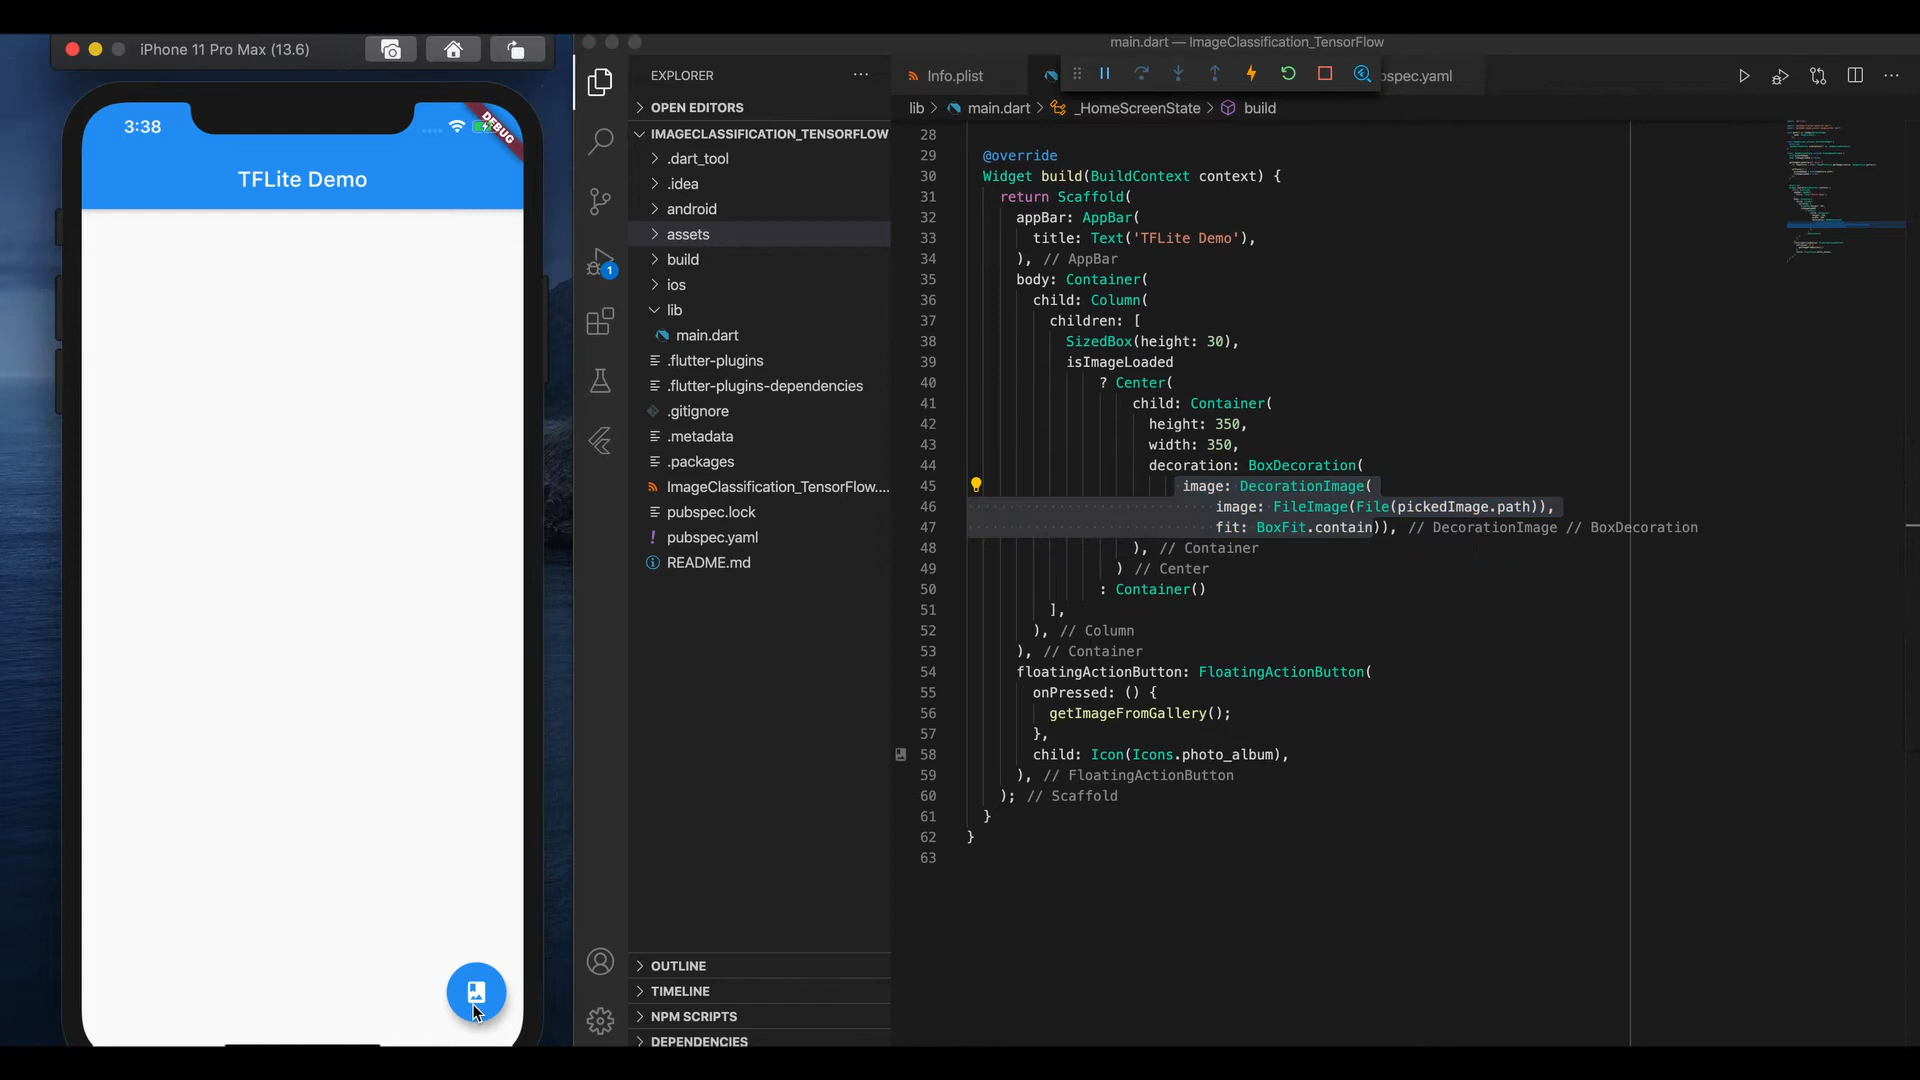 iPhone 11 Pro Max (13.6)
3:38
DEBUG
TFLite Demo
main.dart — ImageClassification_TensorFlow
EXPLORER
Info.plist
bspec.yaml
lib > main.dart > _HomeScreenState > build
OPEN EDITORS
IMAGECLASSIFICATION_TENSORFLOW
.dart_tool
.idea
android
assets
build
ios
lib
main.dart
.flutter-plugins
.flutter-plugins-dependencies
.gitignore
.metadata
.packages
ImageClassification_TensorFlow....
pubspec.lock
pubspec.yaml
README.md
OUTLINE
TIMELINE
NPM SCRIPTS
DEPENDENCIES
1
28
29 @override
30 Widget build(BuildContext context) {
31 return Scaffold(
32 appBar: AppBar(
33 title: Text('TFLite Demo'),
34 ), // AppBar
35 body: Container(
36 child: Column(
37 children: [
38 SizedBox(height: 30),
39 isImageLoaded
40 ? Center(
41 child: Container(
42 height: 350,
43 width: 350,
44 decoration: BoxDecoration(
45 image: DecorationImage(
46 image: FileImage(File(pickedImage.path)),
47 fit: BoxFit.contain)), // DecorationImage // BoxDecoration
48 ), // Container
49 ) // Center
50 : Container()
51 ],
52 ), // Column
53 ), // Container
54 floatingActionButton: FloatingActionButton(
55 onPressed: () {
56 getImageFromGallery();
57 },
58 child: Icon(Icons.photo_album),
59 ), // FloatingActionButton
60 ); // Scaffold
61 }
62 }
63